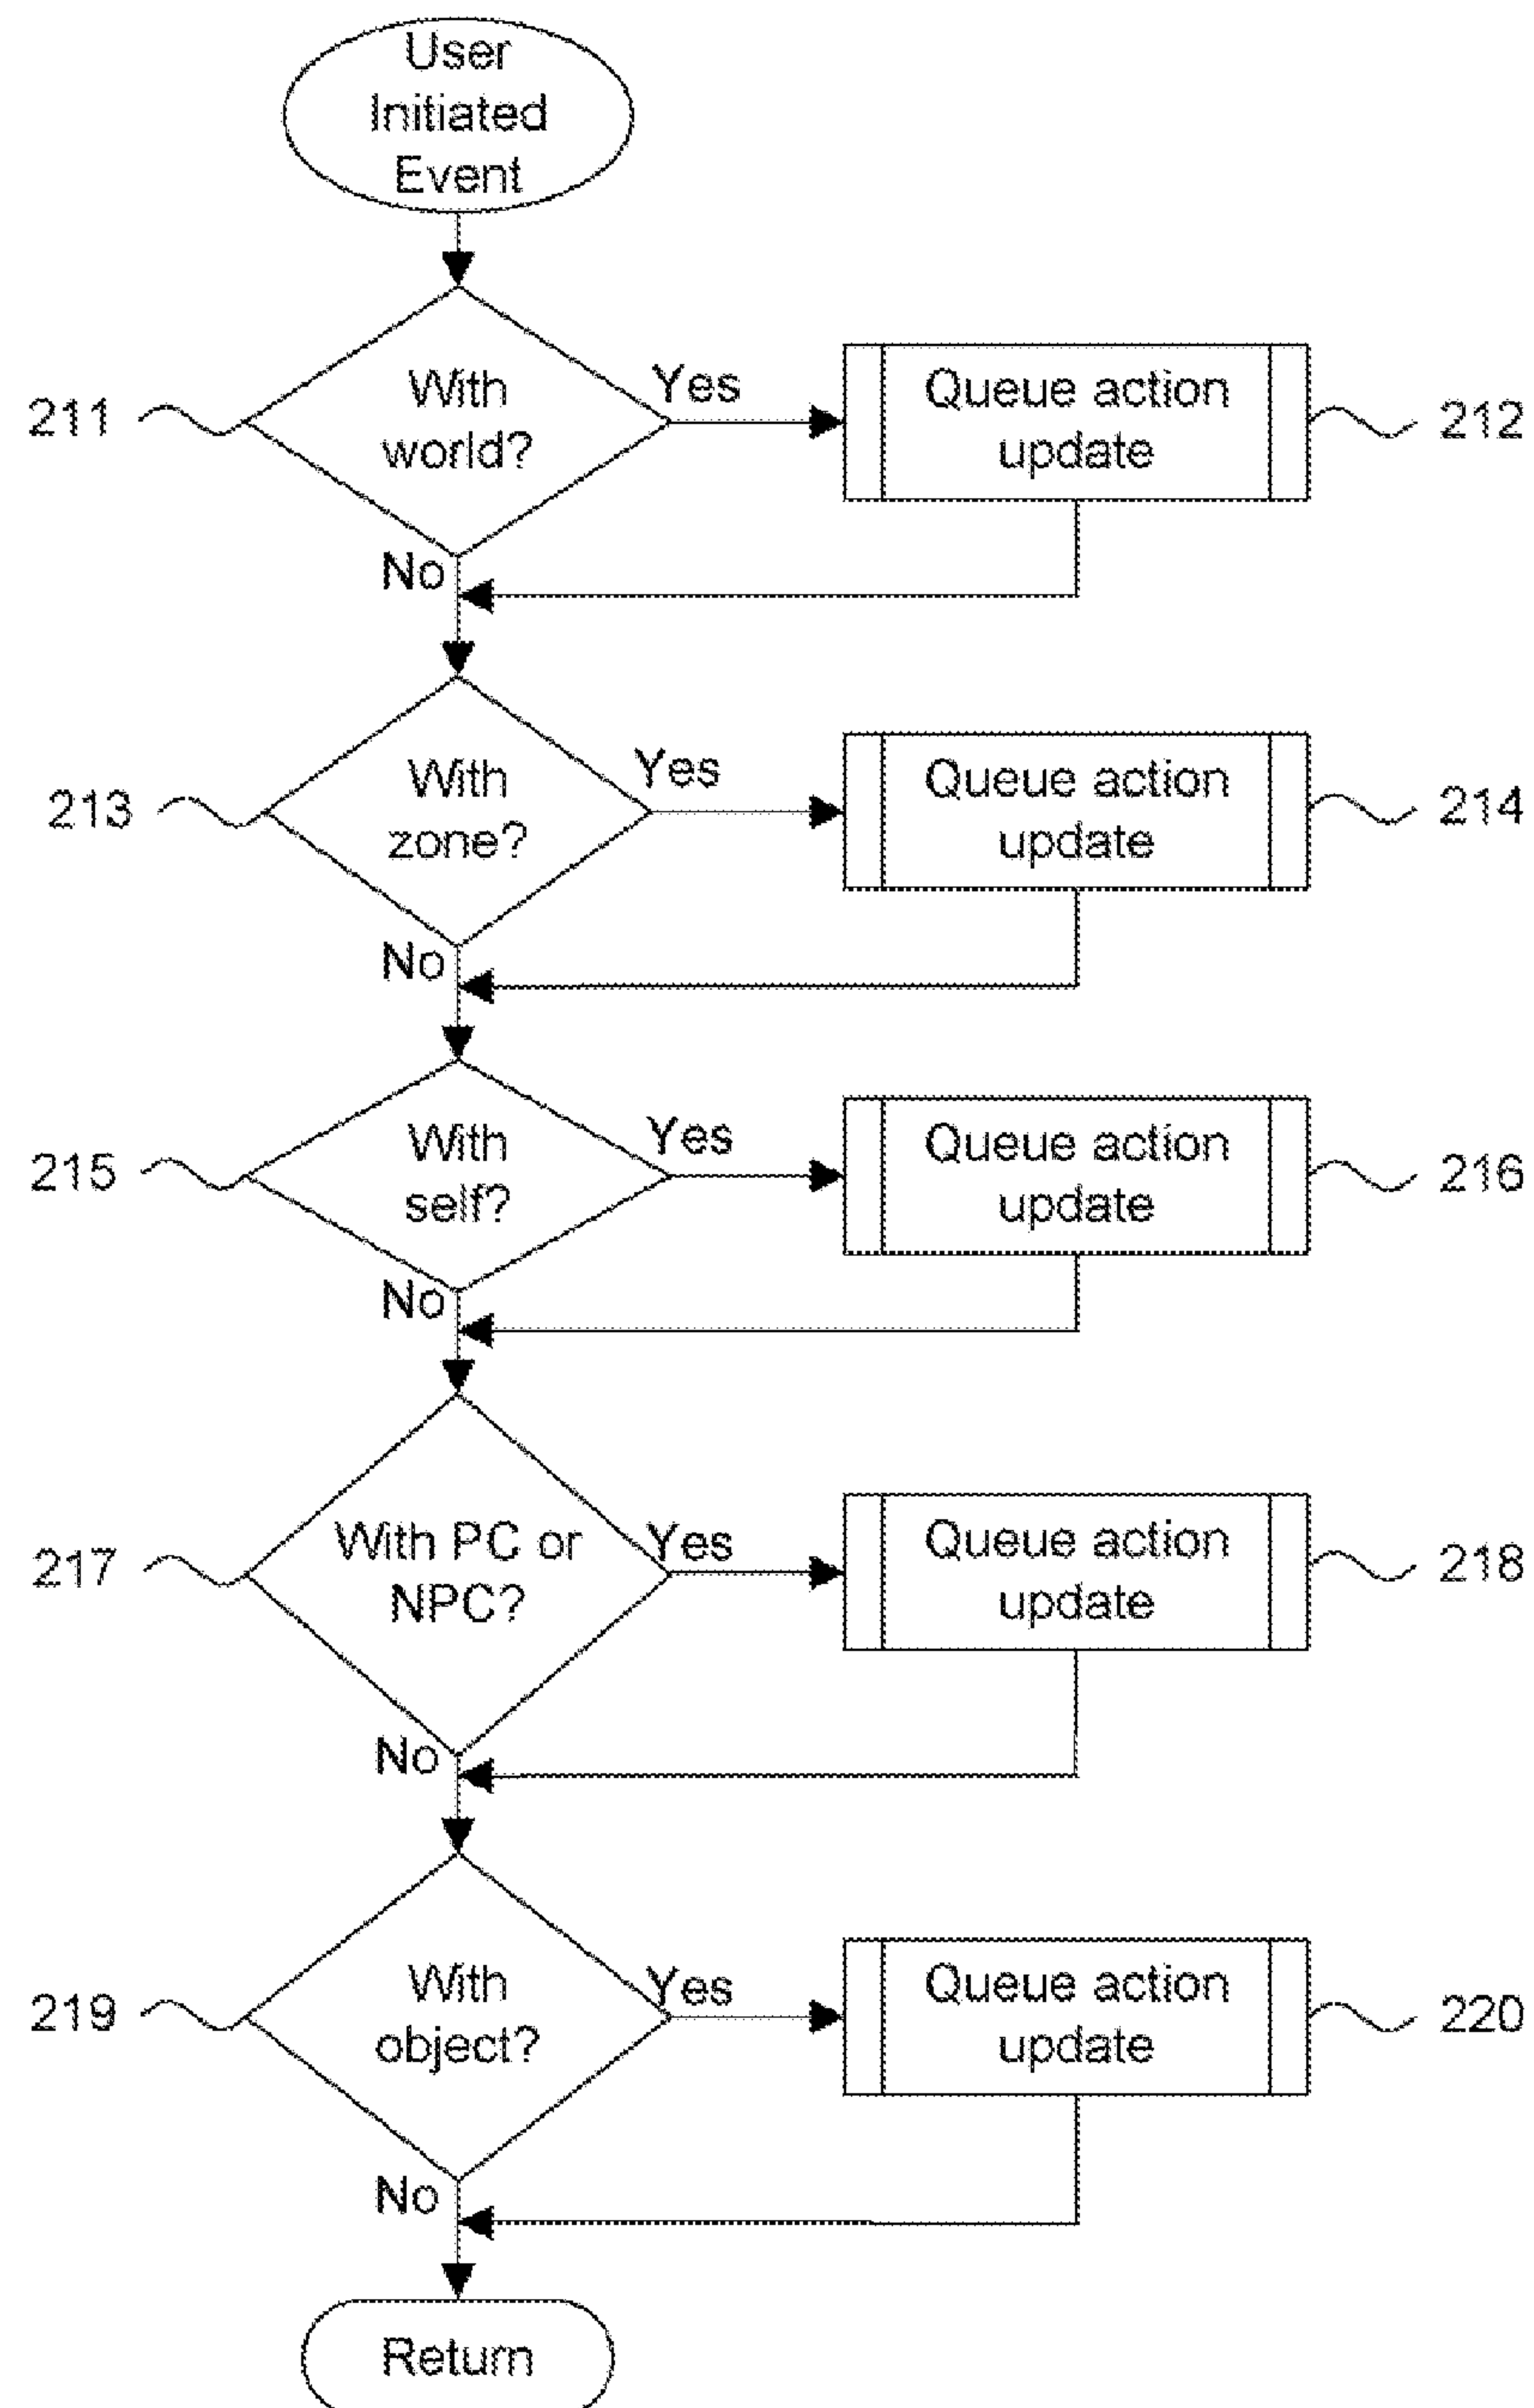 User
Initiated
Event
With
world?
Yes
Queue action
update
211
212
No
With
zone?
Yes
Queue action
update
213
214
No
With
self?
Yes
Queue action
update
215
216
No
With PC or
NPC?
Yes
Queue action
update
217
218
No
With
object?
Yes
Queue action
update
219
220
No
Return